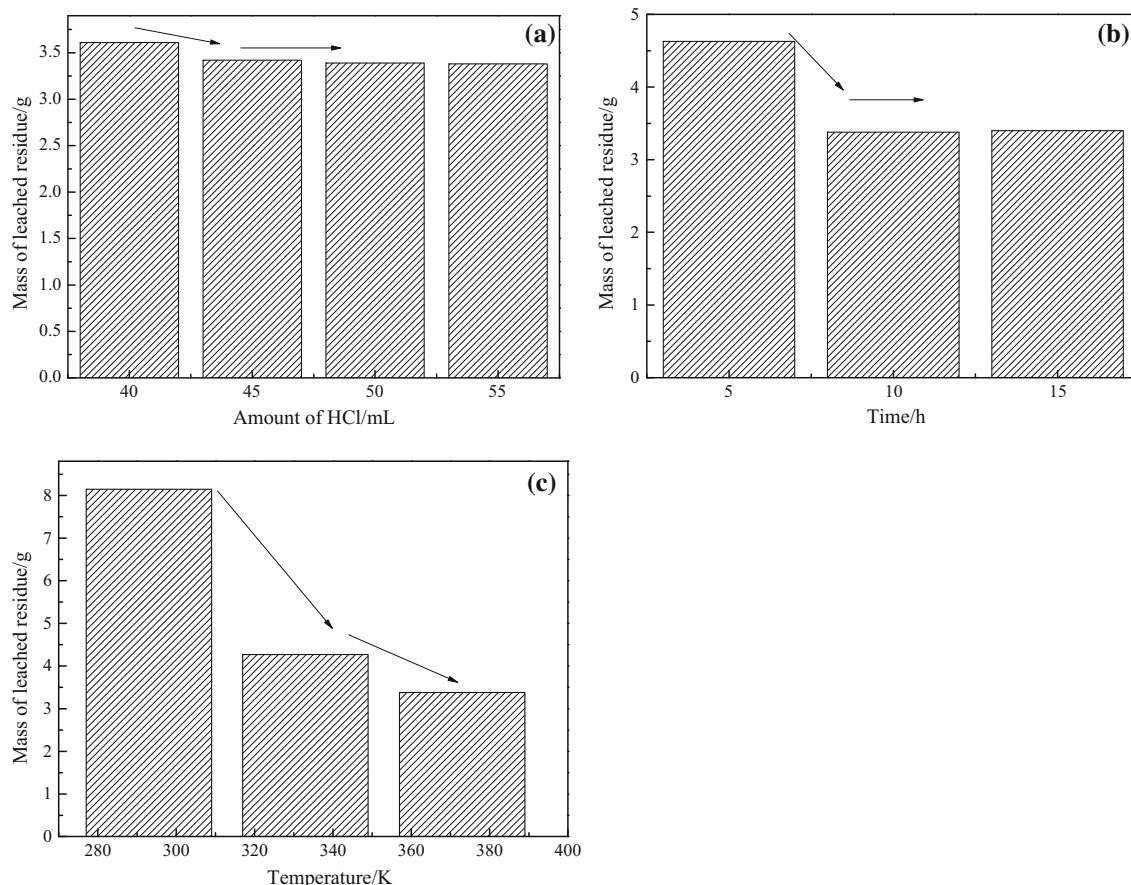 (a)
Mass of leached residue/g
3.5
3.0
2.5
2.0
1.5
1.0
0.5
0.0
40 45 50 55
Amount of HCl/mL
(b)
Mass of leached residue/g
5
4
3
2
1
0
5 10 15
Time/h
(c)
Mass of leached residue/g
8
7
6
5
4
3
2
1
0
280 300 320 340 360 380 400
Temperature/K